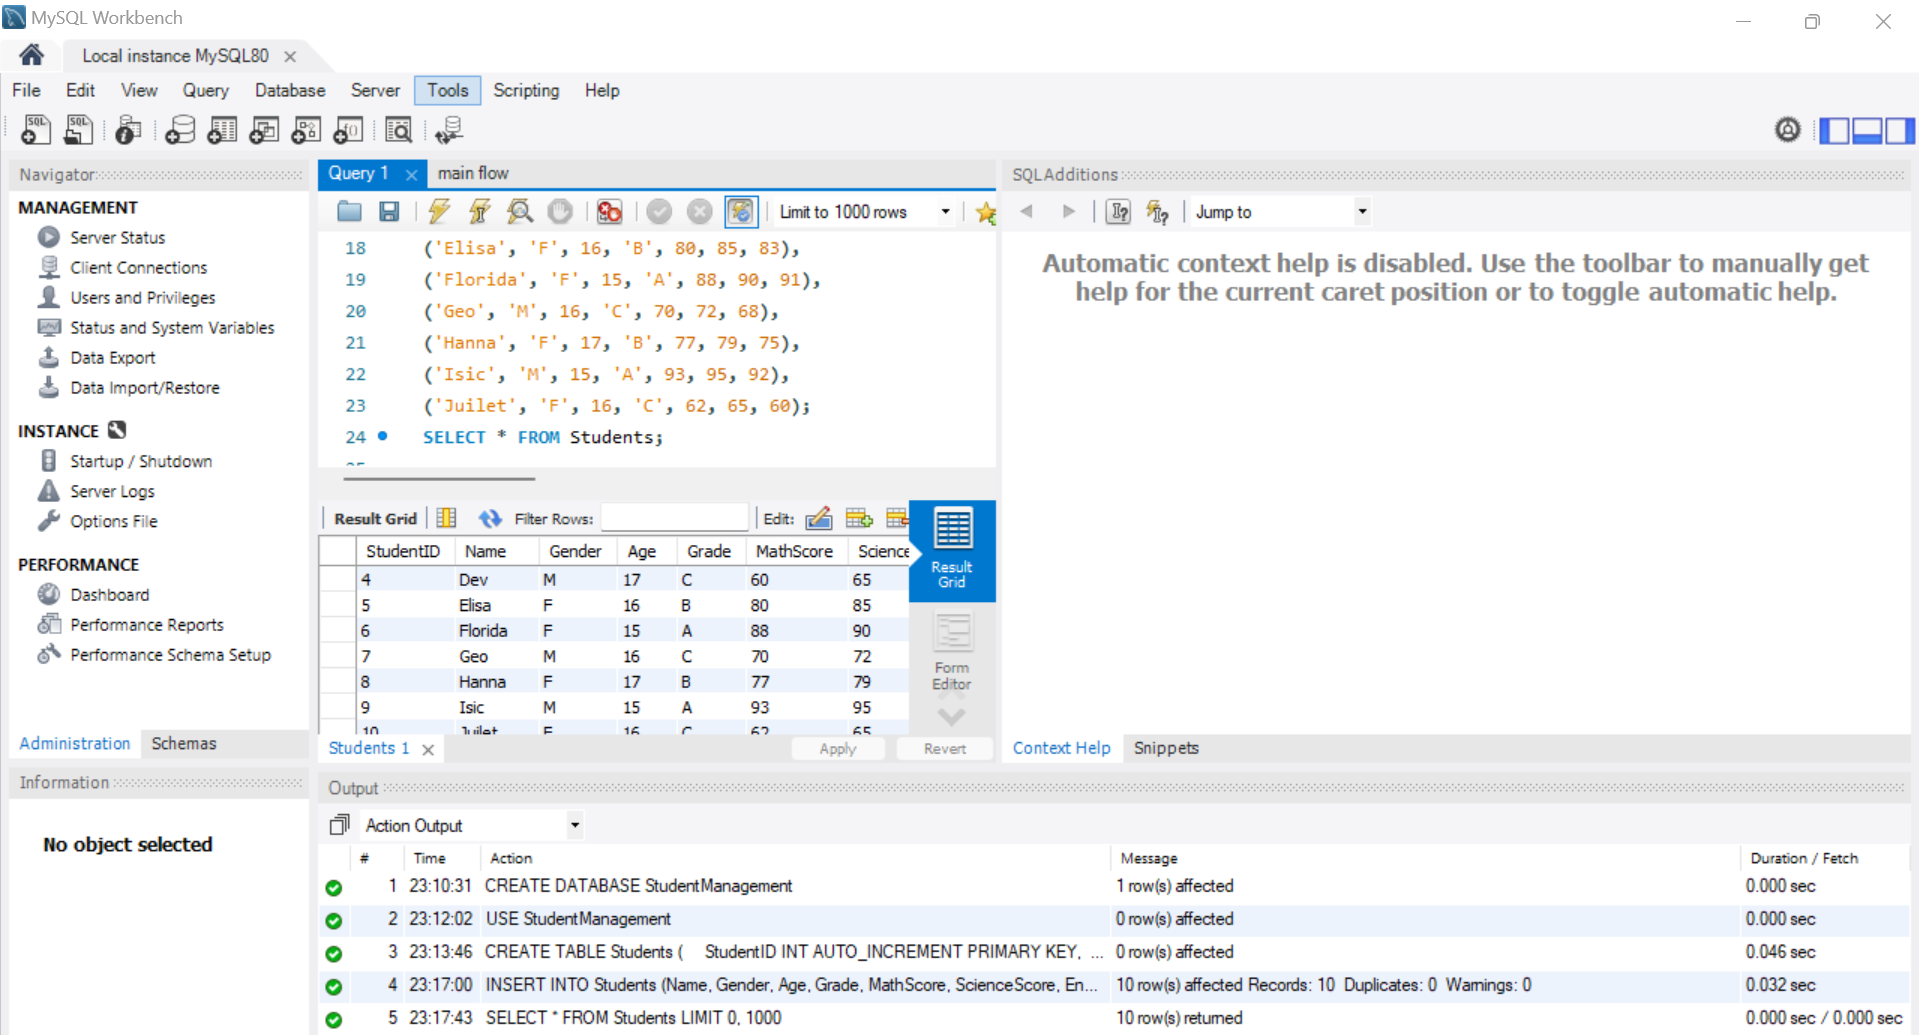 MySQL Workbench
Local instance MySQL80
File Edit View Query Database Server Tools Scripting Help
Navigator
MANAGEMENT
Server Status
Client Connections
Users and Privileges
Status and System Variables
Data Export
Data Import/Restore
INSTANCE
Startup / Shutdown
Server Logs
Options File
PERFORMANCE
Dashboard
Performance Reports
Performance Schema Setup
Administration Schemas
Information
No object selected
Query 1 main flow
Limit to 1000 rows
18 ('Elisa', 'F', 16, 'B', 80, 85, 83),
19 ('Florida', 'F', 15, 'A', 88, 90, 91),
20 ('Geo', 'M', 16, 'C', 70, 72, 68),
21 ('Hanna', 'F', 17, 'B', 77, 79, 75),
22 ('Isic', 'M', 15, 'A', 93, 95, 92),
23 ('Juilet', 'F', 16, 'C', 62, 65, 60);
24 SELECT * FROM Students;
Result Grid Filter Rows: Edit:
StudentID Name Gender Age Grade MathScore Science
4 Dev M 17 C 60 65
5 Elisa F 16 B 80 85
6 Florida F 15 A 88 90
7 Geo M 16 C 70 72
8 Hanna F 17 B 77 79
9 Isic M 15 A 93 95
10 Juilet F 16 C 62 65
Result
Grid
Form
Editor
Students 1 Apply Revert
SQLAdditions
Jump to
Automatic context help is disabled. Use the toolbar to manually get
help for the current caret position or to toggle automatic help.
Context Help Snippets
Output
Action Output
# Time Action Message Duration / Fetch
1 23:10:31 CREATE DATABASE StudentManagement 1 row(s) affected 0.000 sec
2 23:12:02 USE StudentManagement 0 row(s) affected 0.000 sec
3 23:13:46 CREATE TABLE Students ( StudentID INT AUTO_INCREMENT PRIMARY KEY, ... 0 row(s) affected 0.046 sec
4 23:17:00 INSERT INTO Students (Name, Gender, Age, Grade, MathScore, ScienceScore, En... 10 row(s) affected Records: 10 Duplicates: 0 Warnings: 0 0.032 sec
5 23:17:43 SELECT * FROM Students LIMIT 0, 1000 10 row(s) returned 0.000 sec / 0.000 sec